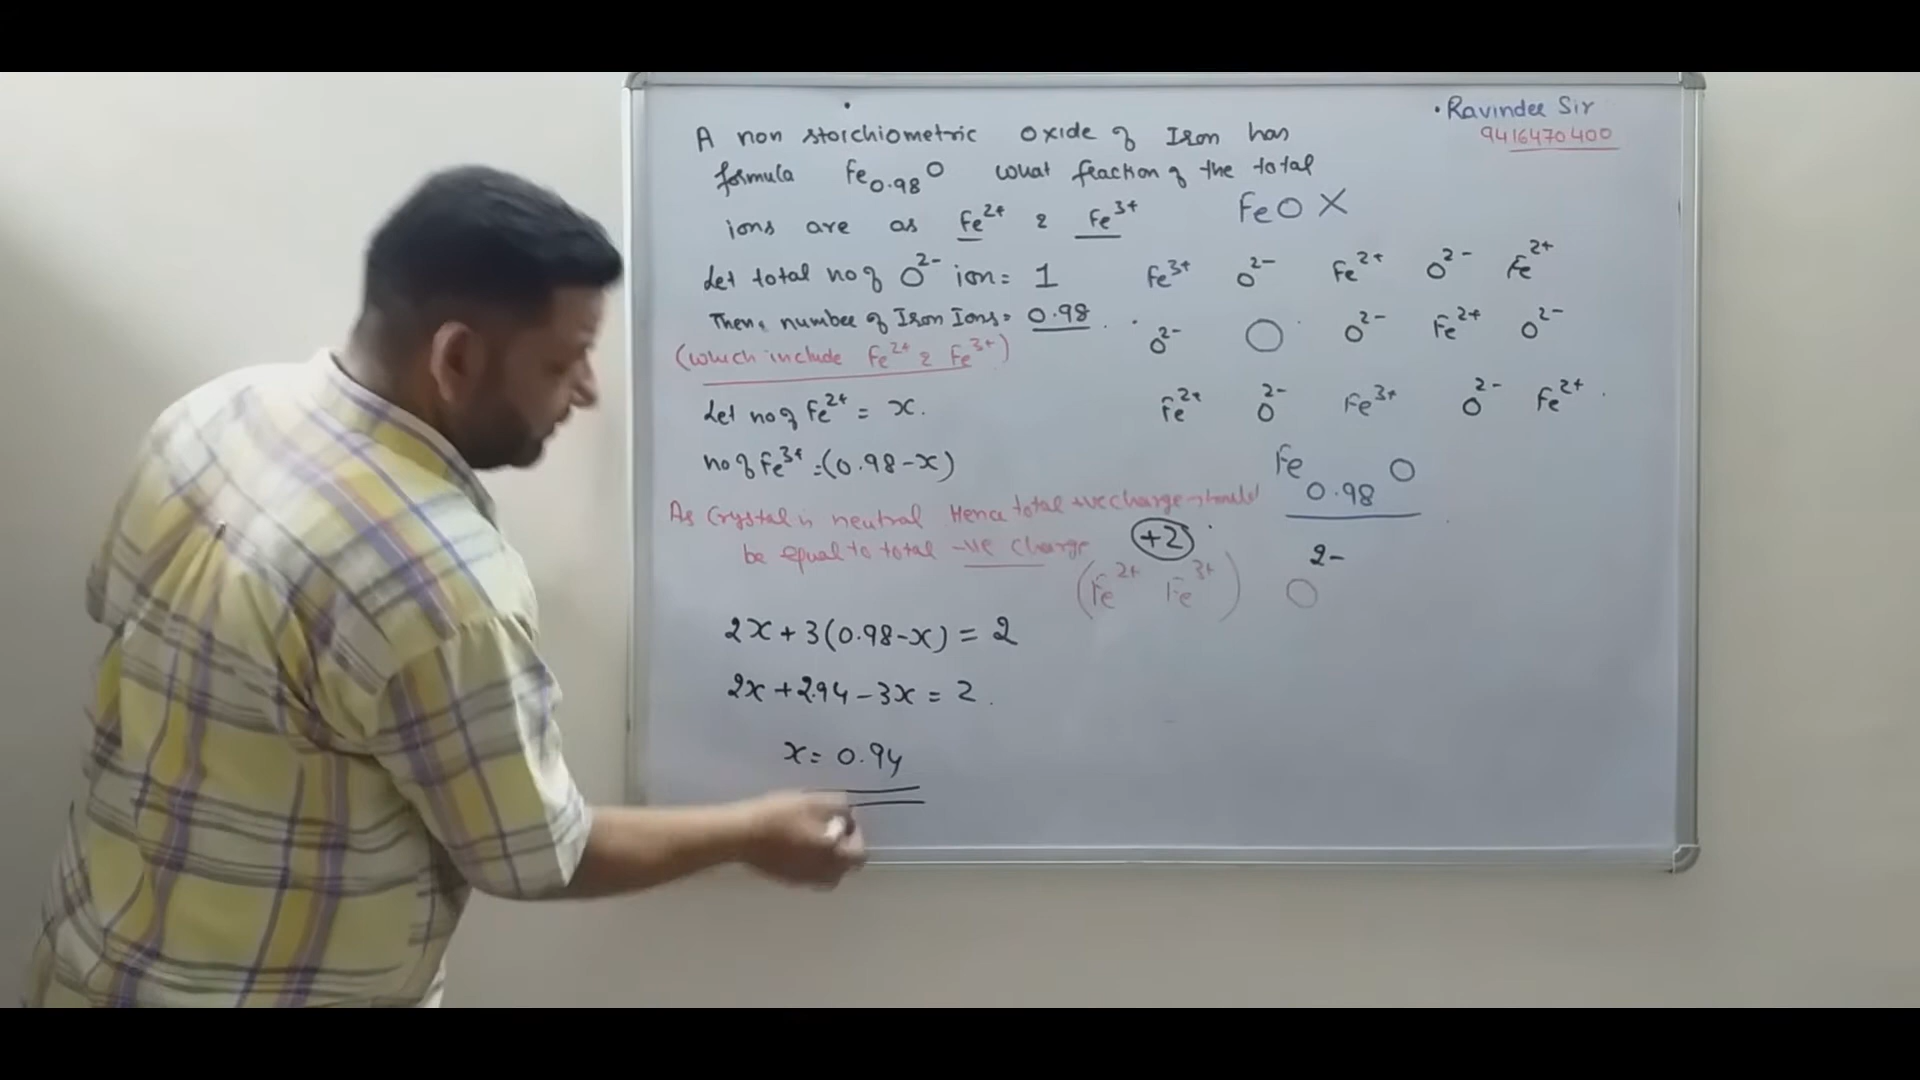 A non stoichiometric oxide of Iron has
formula Fe0.98O what fraction of the total
ions are as Fe2+ & Fe3+
Let total no of O2- ion = 1
Then, number of Iron Ions = 0.98
(which include Fe2+ & Fe3+)
Let no of Fe2+ = x.
no of Fe3+ = (0.98-x)
As Crystal is neutral Hence total +ve charge should
be equal to total -ve charge
2x + 3(0.98-x) = 2
2x + 2.94 - 3x = 2.
x = 0.94
Ravinder Sir
9416470400
FeO X
Fe3+ O2- Fe2+ O2- Fe2+
O2- O2- Fe2+ O2-
Fe2+ O2- Fe3+ O2- Fe2+
Fe0.98O
+2
(Fe2+ Fe3+) O2-